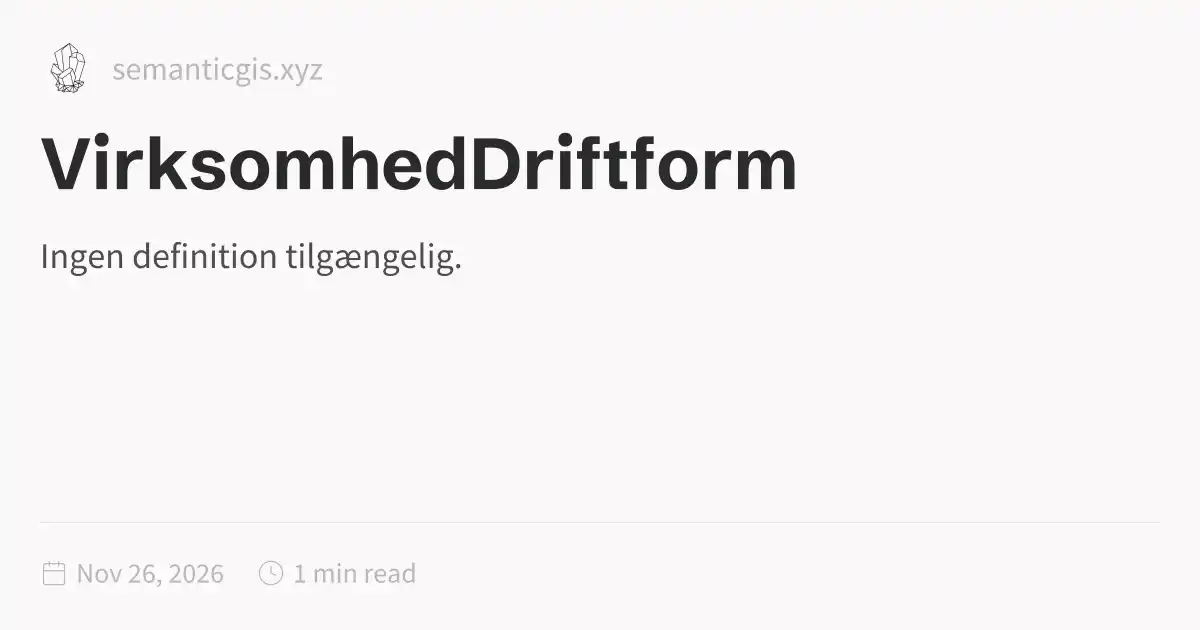 semanticgis.xyz
VirksomhedDriftform
Ingen definition tilgængelig.
Nov 26, 2026 1 min read